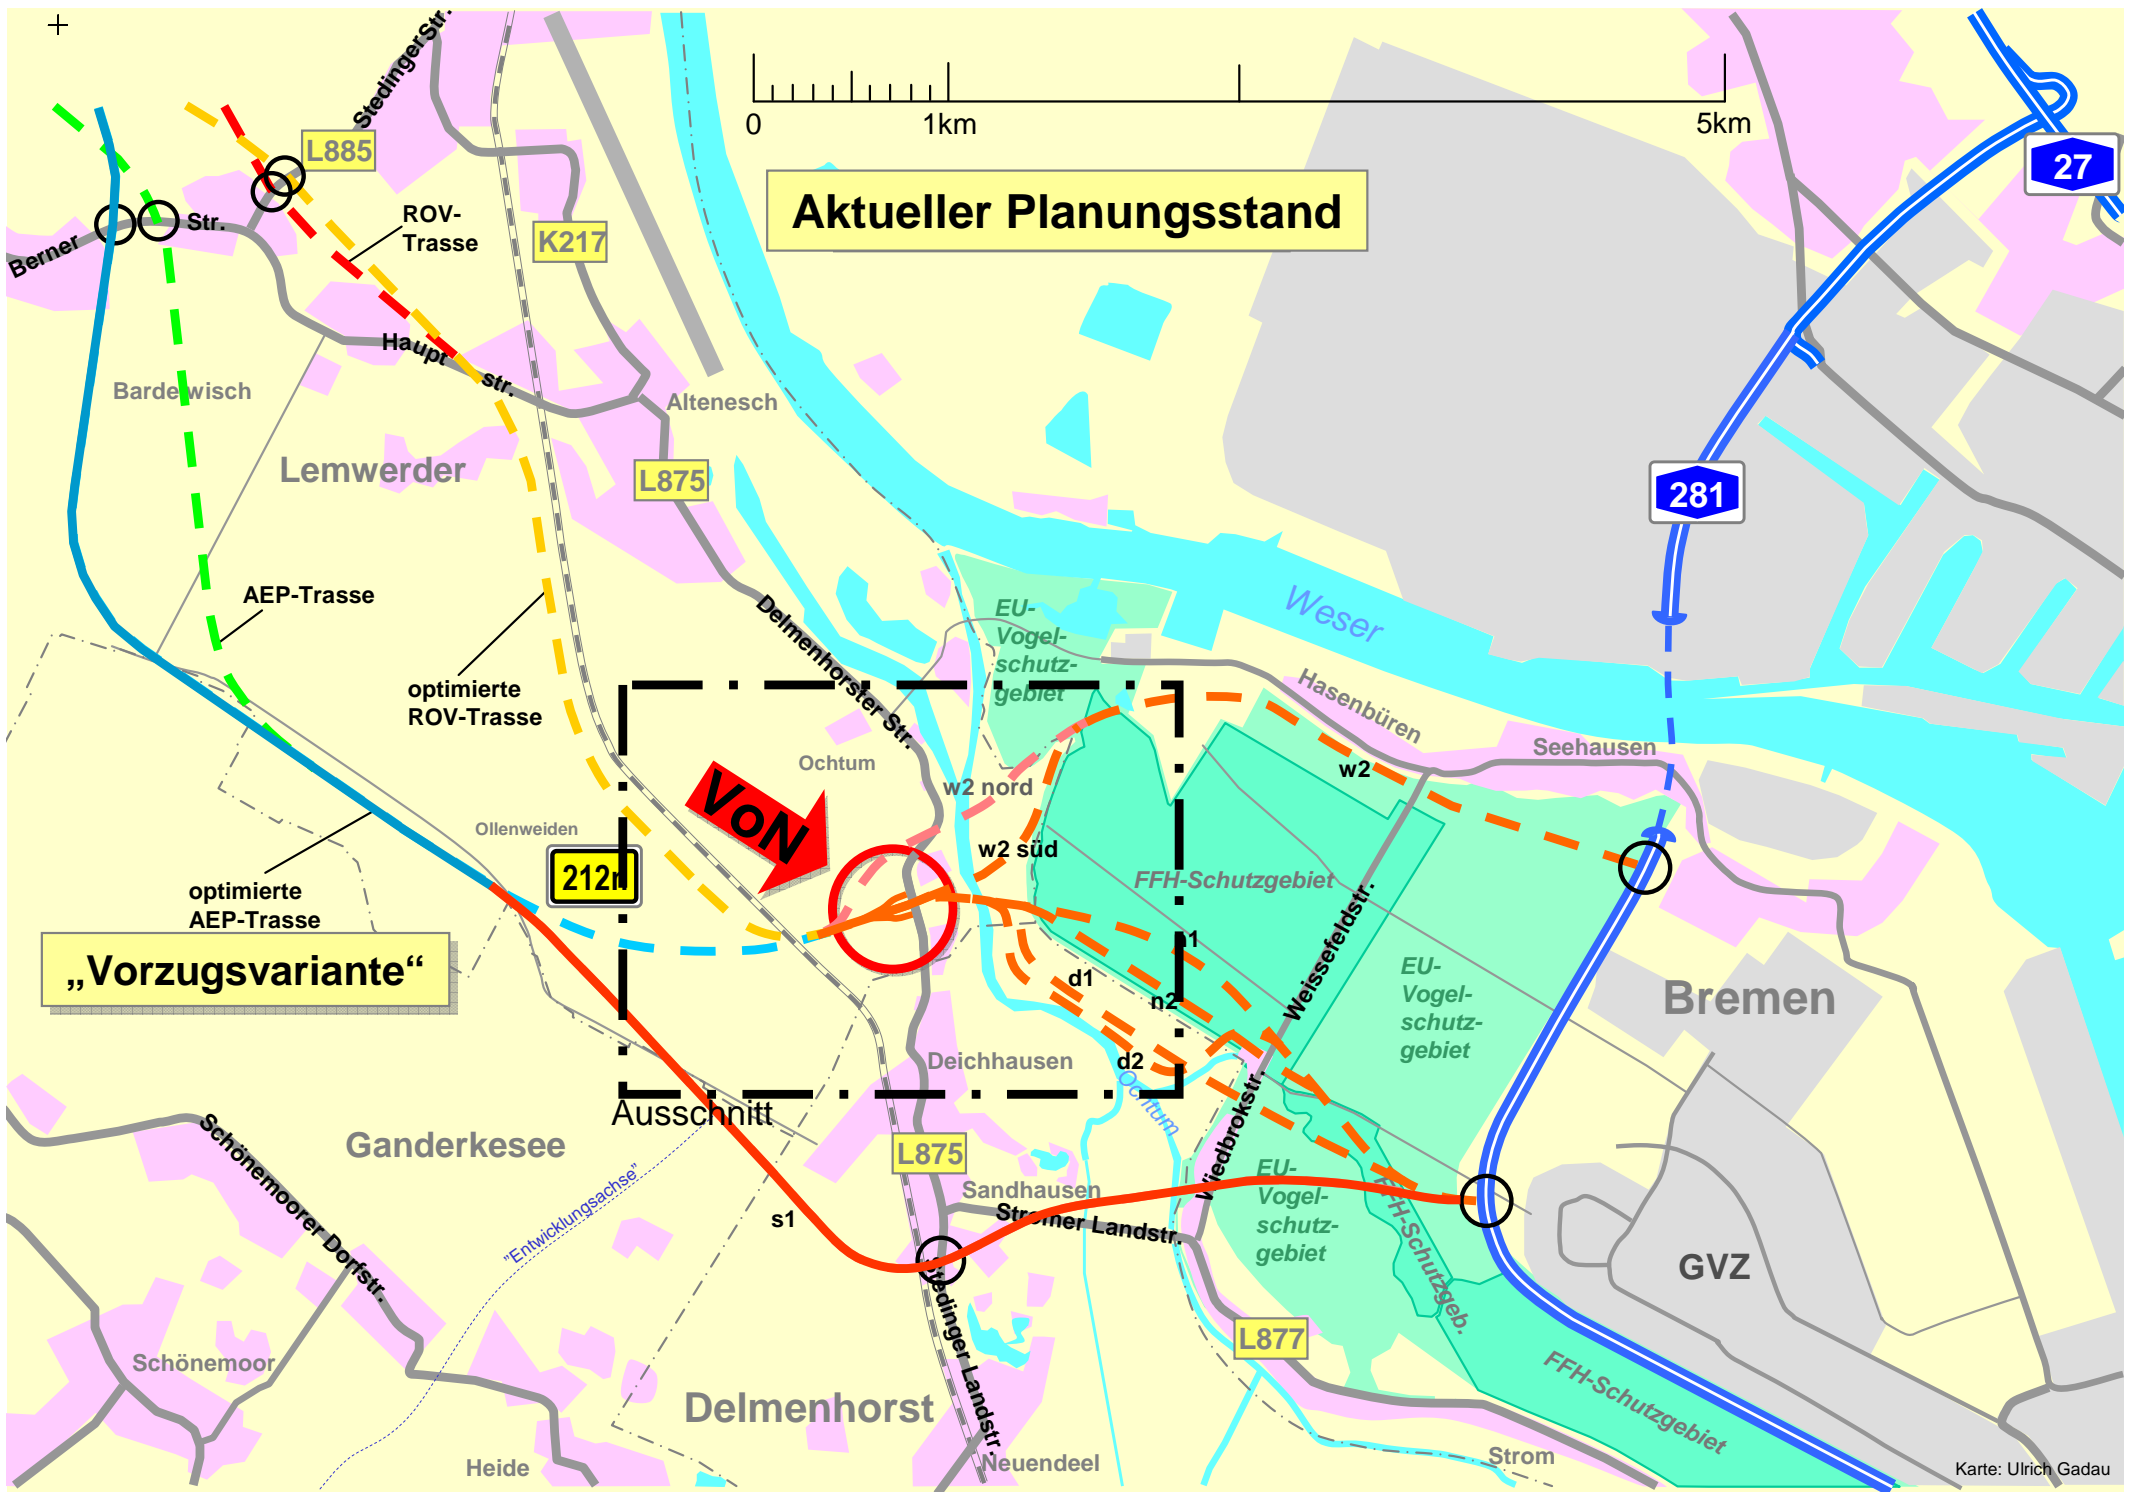 Stedinger Str.
0
1km
5km
L885
27
Aktueller Planungsstand
ROV-
Trasse
K217
Berner
Str.
Haupt
str.
Bardewisch
Altenesch
Lemwerder
L875
281
AEP-Trasse
EU-
Vogel-
schutz-
gebiet
Weser
Delmenhorster Str.
optimierte
ROV-Trasse
Hasenbüren
Seehausen
Ochtum
w2
w2 nord
VoN
Ollenweiden
w2 süd
212n
FFH-Schutzgebiet
optimierte
AEP-Trasse
Weissefeldstr.
n1
„Vorzugsvariante“
d1
n2
EU-
Vogel-
schutz-
gebiet
Bremen
Deichhausen
d2
Ochtum
Ausschnitt
Schönemoorer Dorfstr.
Ganderkesee
L875
Wiedbrokstr.
"Entwicklungsachse"
Sandhausen
EU-
Vogel-
schutz-
gebiet
s1
Stromer Landstr.
FFH-Schutzgeb.
GVZ
Stedinger Landstr.
L877
Schönemoor
FFH-Schutzgebiet
Delmenhorst
Heide
Neuendeel
Strom
Karte: Ulrich Gadau